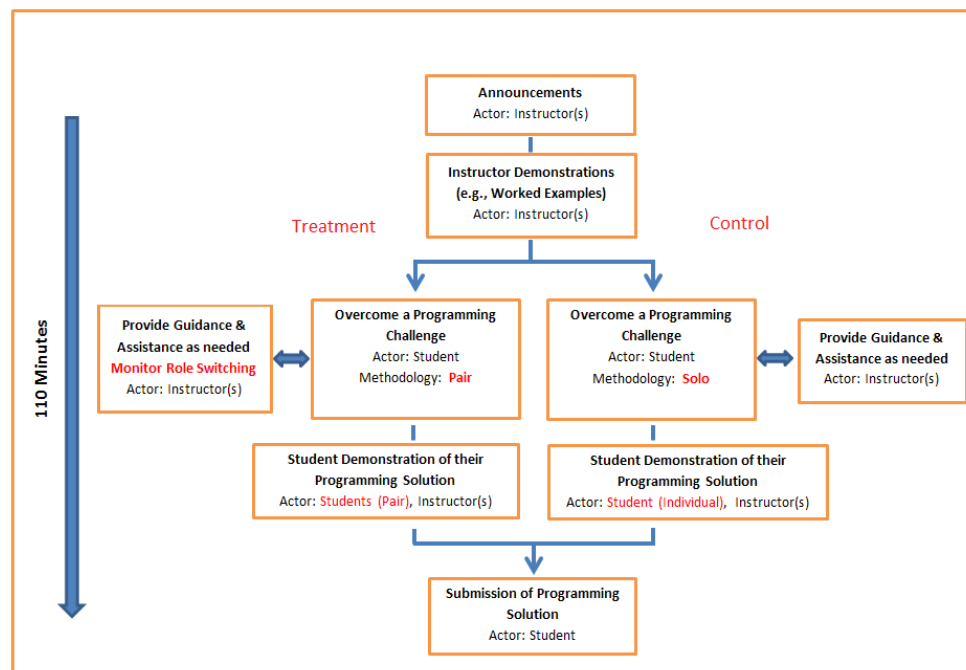 Announcements
Actor: Instructor(s)
Instructor Demonstrations
(e.g., Worked Examples)
Actor: Instructor(s)
Treatment
Control
110 Minutes
Provide Guidance &
Assistance as needed
Monitor Role Switching
Actor: Instructor(s)
Overcome a Programming
Challenge
Actor: Student
Methodology: Pair
Overcome a Programming
Challenge
Actor: Student
Methodology: Solo
Provide Guidance &
Assistance as needed
Actor: Instructor(s)
Student Demonstration of their
Programming Solution
Actor: Students (Pair), Instructor(s)
Student Demonstration of their
Programming Solution
Actor: Student (Individual), Instructor(s)
Submission of Programming
Solution
Actor: Student